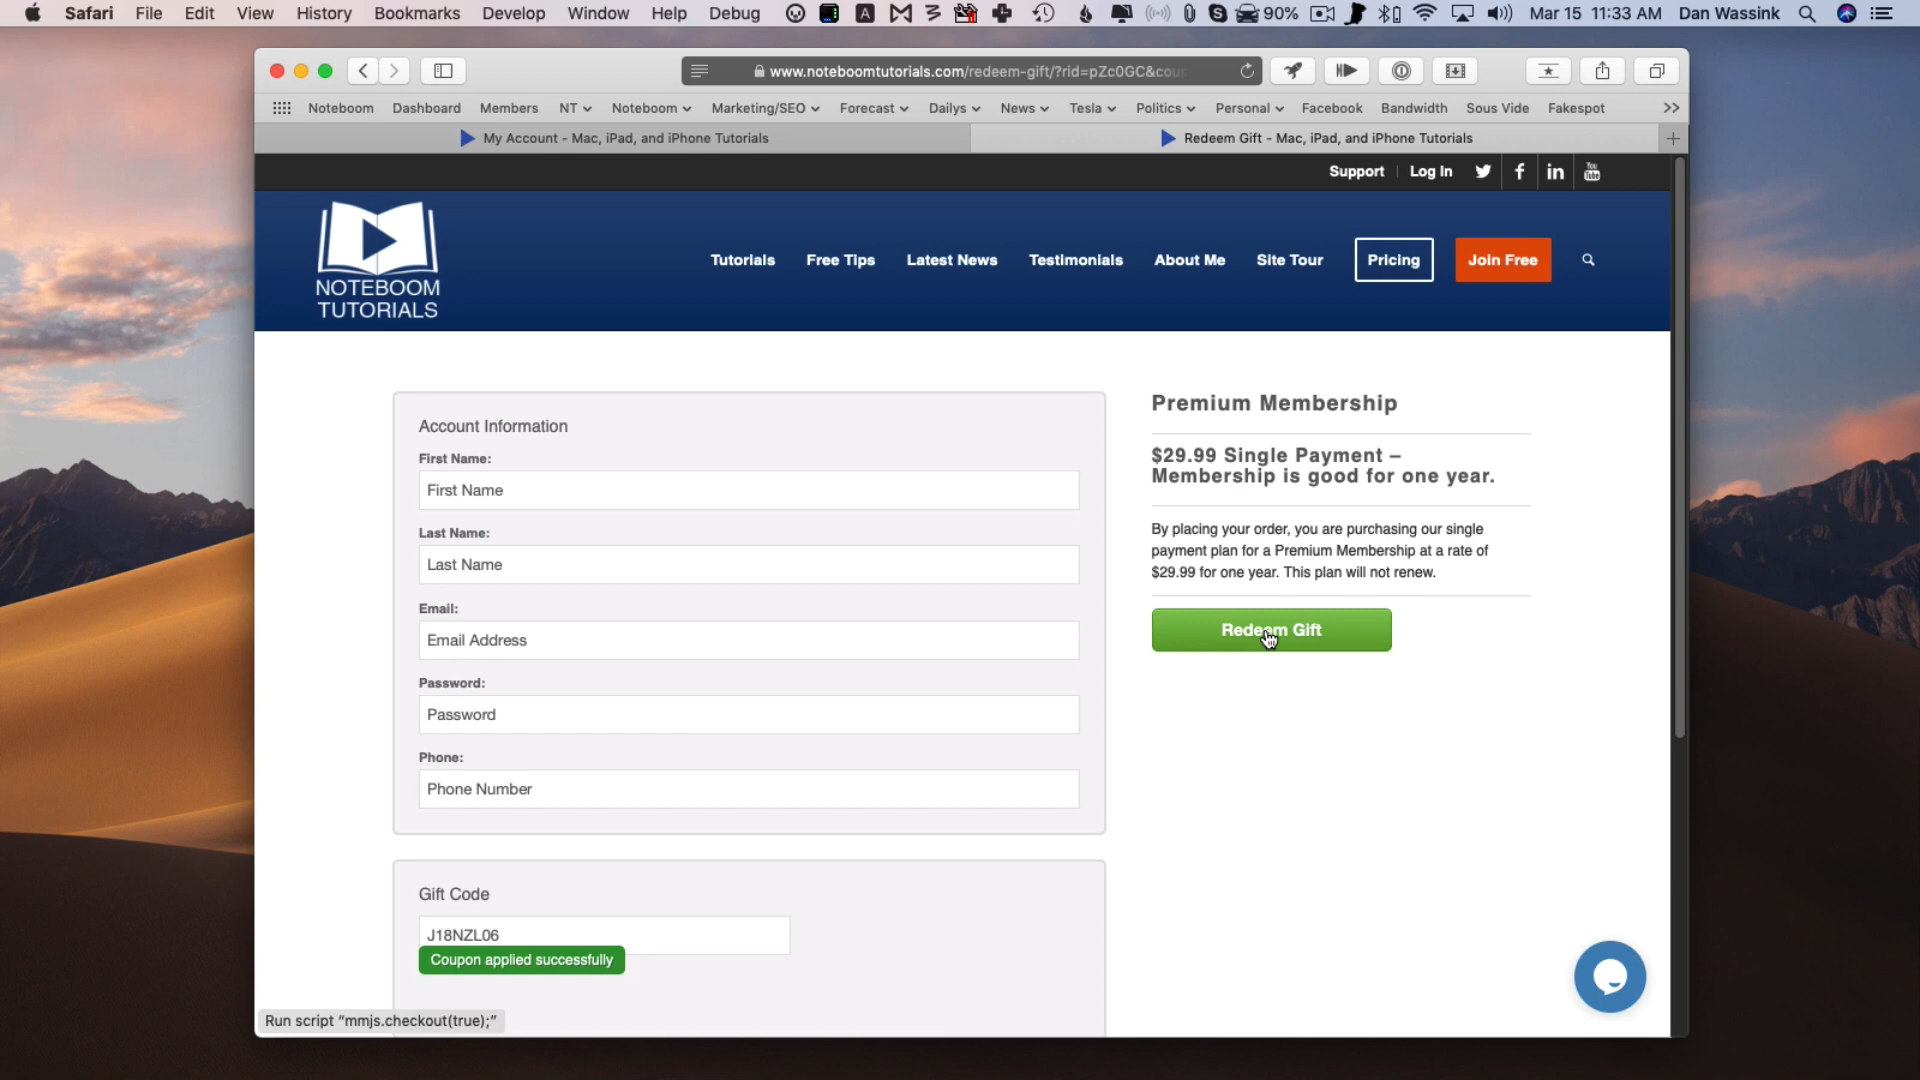 Safari File Edit View History Bookmarks Develop Window Help Debug 90% Mar 15 11:33 AM Dan Wassink
www.noteboomtutorials.com/redeem-gift/?rid=pZc0GC&cou
Noteboom Dashboard Members NT Noteboom Marketing/SEO Forecast Dailys News Tesla Politics Personal Facebook Bandwidth Sous Vide Fakespot
My Account - Mac, iPad, and iPhone Tutorials Redeem Gift - Mac, iPad, and iPhone Tutorials
Support Log In
NOTEBOOM
TUTORIALS
Tutorials Free Tips Latest News Testimonials About Me Site Tour Pricing Join Free
Account Information
First Name:
First Name
Last Name:
Last Name
Email:
Email Address
Password:
Password
Phone:
Phone Number
Premium Membership
$29.99 Single Payment –
Membership is good for one year.
By placing your order, you are purchasing our single
payment plan for a Premium Membership at a rate of
$29.99 for one year. This plan will not renew.
Redeem Gift
Gift Code
J18NZL06
Coupon applied successfully
Run script “mmjs.checkout(true);”